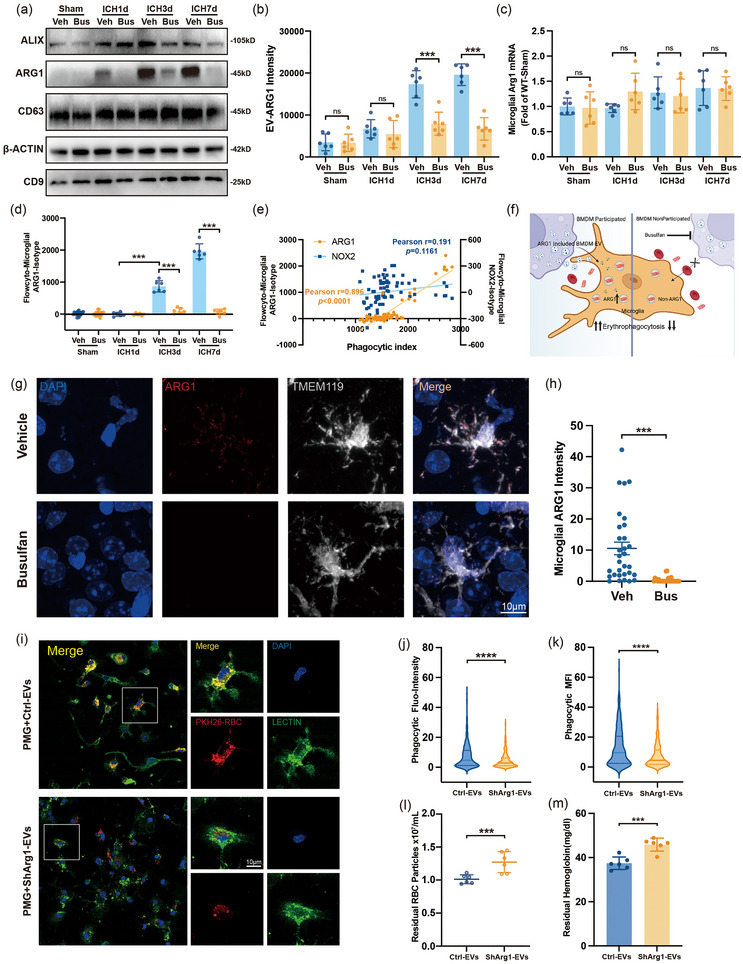 (a)
Sham ICH1d ICH3d ICH7d
Veh Bus Veh Bus Veh Bus Veh Bus
ALIX -105kD
ARG1 -45kD
CD63 -45kD
β-ACTIN -42kD
CD9 -25kD
(b)
EV-ARG1 Intensity
30000
20000
10000
0
ns ns *** ***
Veh Bus Veh Bus Veh Bus Veh Bus
Sham ICH1d ICH3d ICH7d
(c)
Microglial Arg1 mRNA
(Fold of WT-Sham)
2.5
2.0
1.5
1.0
0.5
0.0
ns ns ns ns
Veh Bus Veh Bus Veh Bus Veh Bus
Sham ICH1d ICH3d ICH7d
(d)
Flowcyto-Microglial
ARG1-Isotype
4000
3000
2000
1000
0
*** *** ***
Veh Bus Veh Bus Veh Bus Veh Bus
Sham ICH1d ICH3d ICH7d
(e)
ARG1
NOX2
Pearson r=0.191
p=0.1161
Pearson r=0.896
p<0.0001
Flowcyto-Microglial
ARG1-Isotype
4000
3000
2000
1000
0
0 1000 2000 3000
Phagocytic index
600
300
0
-300
-600
Flowcyto-Microglial
NOX2-Isotype
(f)
BMDM Participated
BMDM NonParticipated
Busulfan
ARG1 Included BMDM-EV
ARG1
Non-ARG1
Microglia
Erythrophagocytosis
(g)
DAPI ARG1 TMEM119 Merge
Vehicle
Busulfan
10μm
(h)
Microglial ARG1 Intensity
50
40
30
20
10
0
***
Veh Bus
(i)
Merge
Merge DAPI
PKH26-RBC LECTIN
PMG+Ctrl-EVs
PMG+ShArg1-EVs
10μm
(j)
Phagocytic Fluo-Intensity
80
60
40
20
0
****
Ctrl-EVs ShArg1-EVs
(k)
Phagocytic MFI
80
60
40
20
0
****
Ctrl-EVs ShArg1-EVs
(l)
Residual RBC Particles x10⁷/mL
2.0
1.5
1.0
0.5
0.0
***
Ctrl-EVs ShArg1-EVs
(m)
Residual Hemoglobin(mg/dl)
80
60
40
20
0
***
Ctrl-EVs ShArg1-EVs